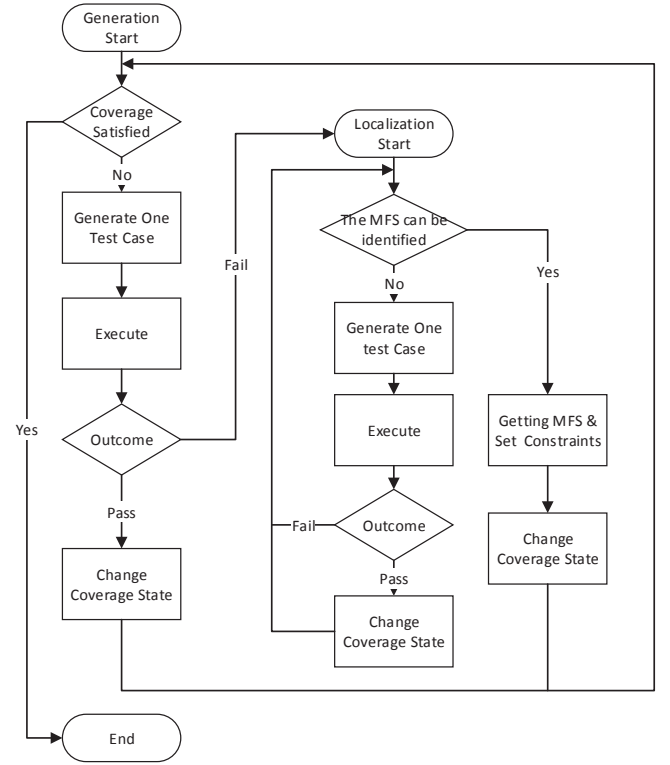 Generation
Start
Coverage
Satisfied
No
Generate One
Test Case
Execute
Yes
Outcome
Fail
Pass
Change
Coverage State
End
Localization
Start
The MFS can be
identified
No
Yes
Generate One
test Case
Execute
Getting MFS &
Set Constraints
Outcome
Fail
Pass
Change
Coverage State
Change
Coverage State